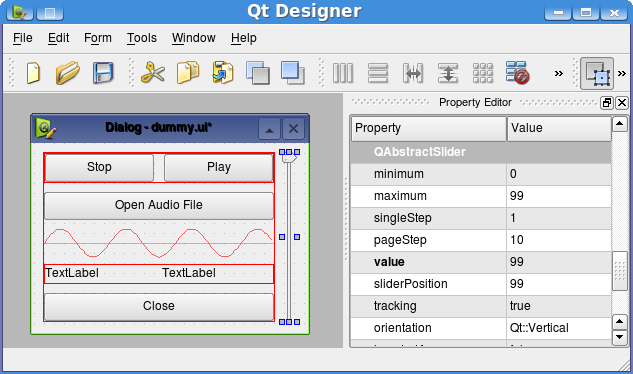 Qt Designer
File Edit Form Tools Window Help
» »
Property Editor
Dialog - dummy.ui*
Stop Play
Open Audio File
TextLabel TextLabel
Close
Property Value
QAbstractSlider
minimum 0
maximum 99
singleStep 1
pageStep 10
value 99
sliderPosition 99
tracking true
orientation Qt::Vertical